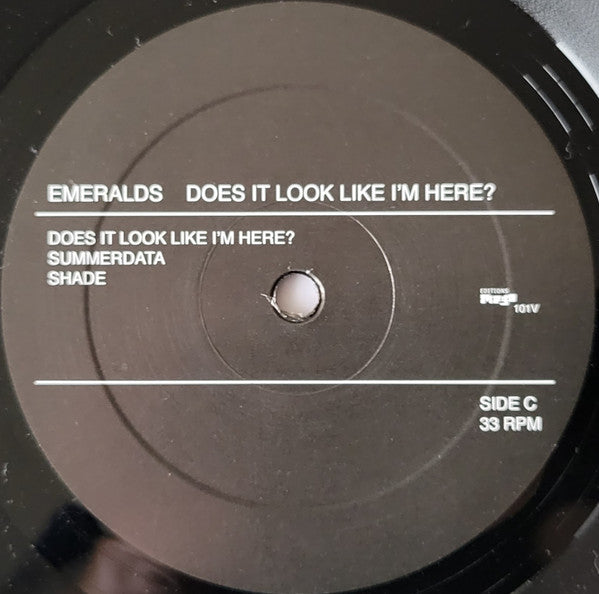 EMERALDS DOES IT LOOK LIKE I'M HERE?
DOES IT LOOK LIKE I'M HERE?
SUMMERDATA
SHADE
EDITIONS
101V
SIDE C
33 RPM